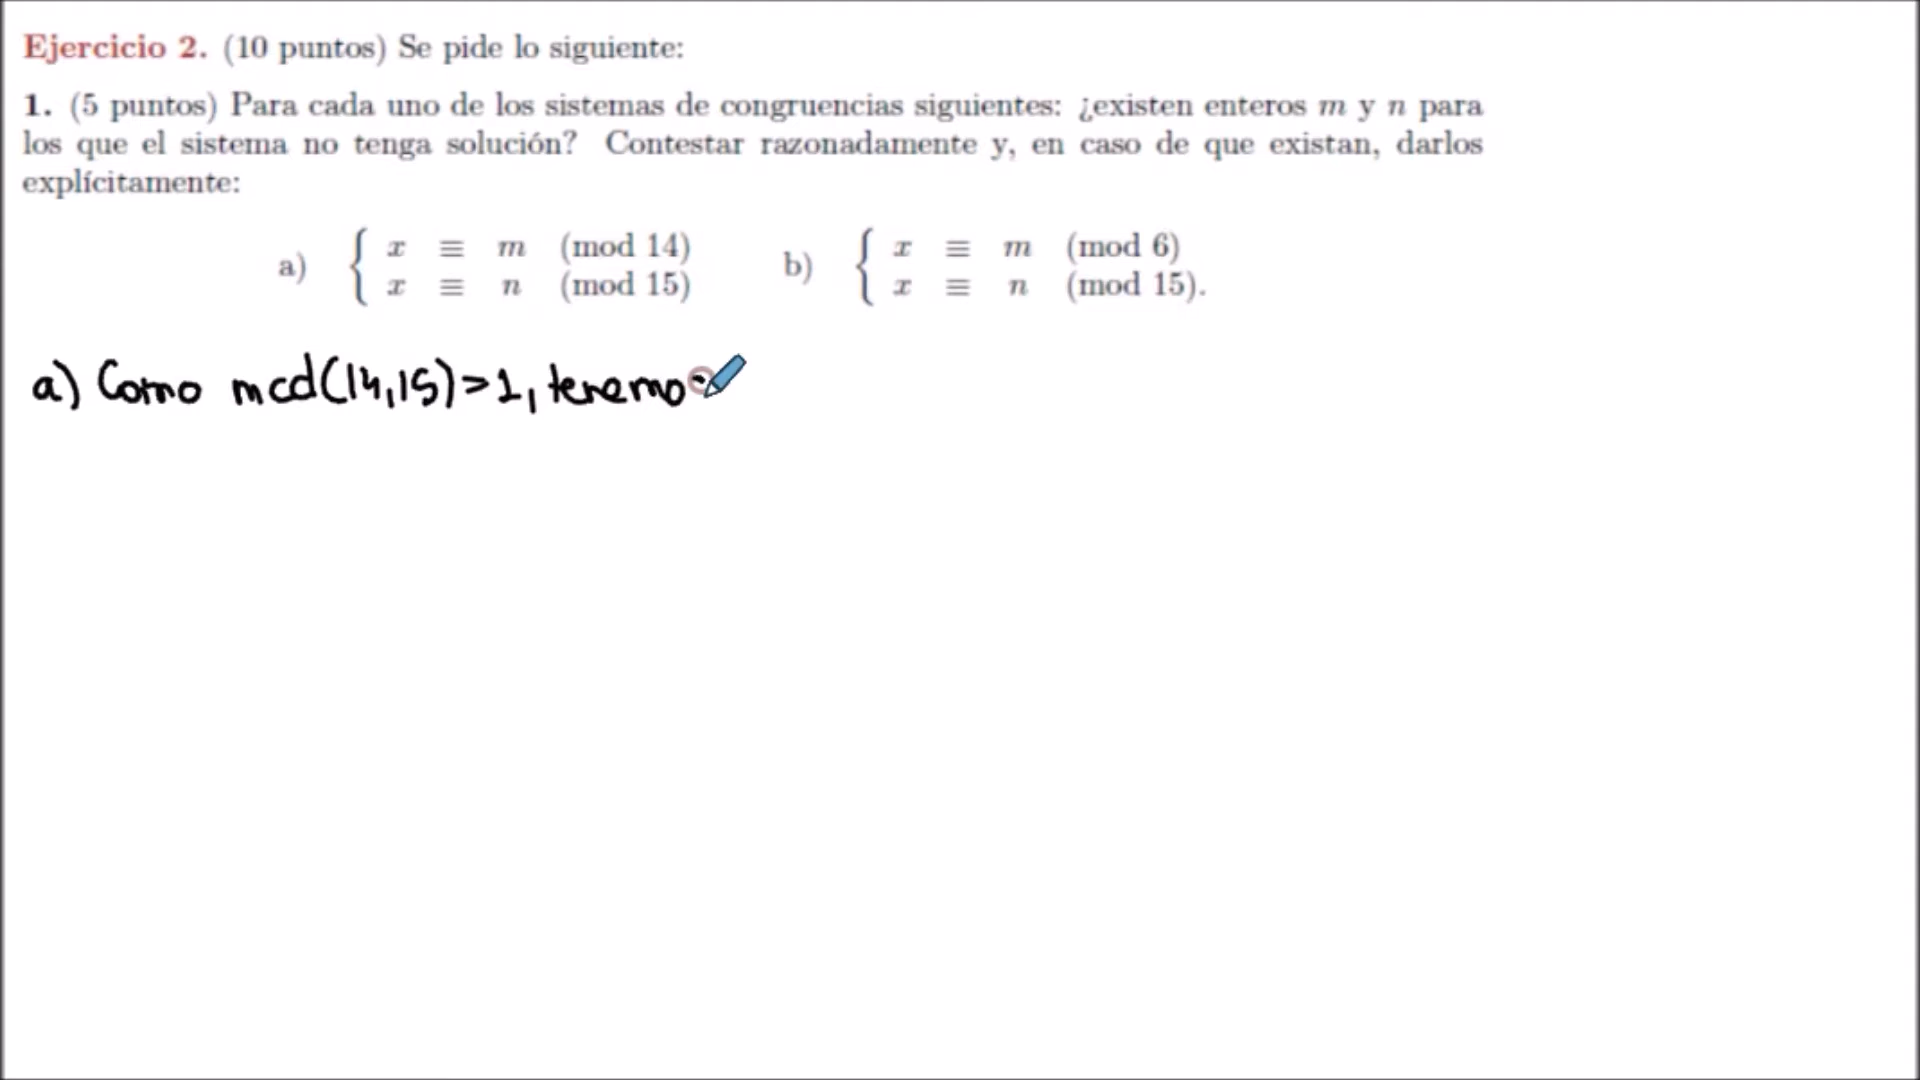 Ejercicio 2. (10 puntos) Se pide lo siguiente:
1. (5 puntos) Para cada uno de los sistemas de congruencias siguientes: ¿existen enteros m y n para
los que el sistema no tenga solución? Contestar razonadamente y, en caso de que existan, darlos
explícitamente:
a) { x ≡ m (mod 14)
x ≡ n (mod 15)
b) { x ≡ m (mod 6)
x ≡ n (mod 15).
a) Como mcd(14,15)=1, tenemo